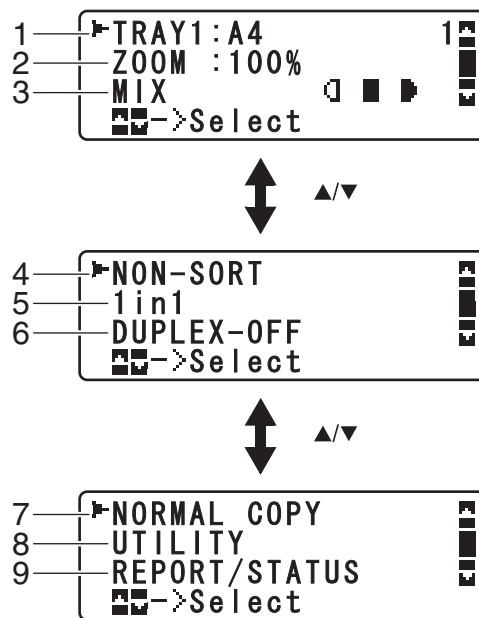 1 TRAY1:A4 1
2 ZOOM :100%
3 MIX
->Select
▲/▼
4 NON-SORT
5 1in1
6 DUPLEX-OFF
->Select
▲/▼
7 NORMAL COPY
8 UTILITY
9 REPORT/STATUS
->Select